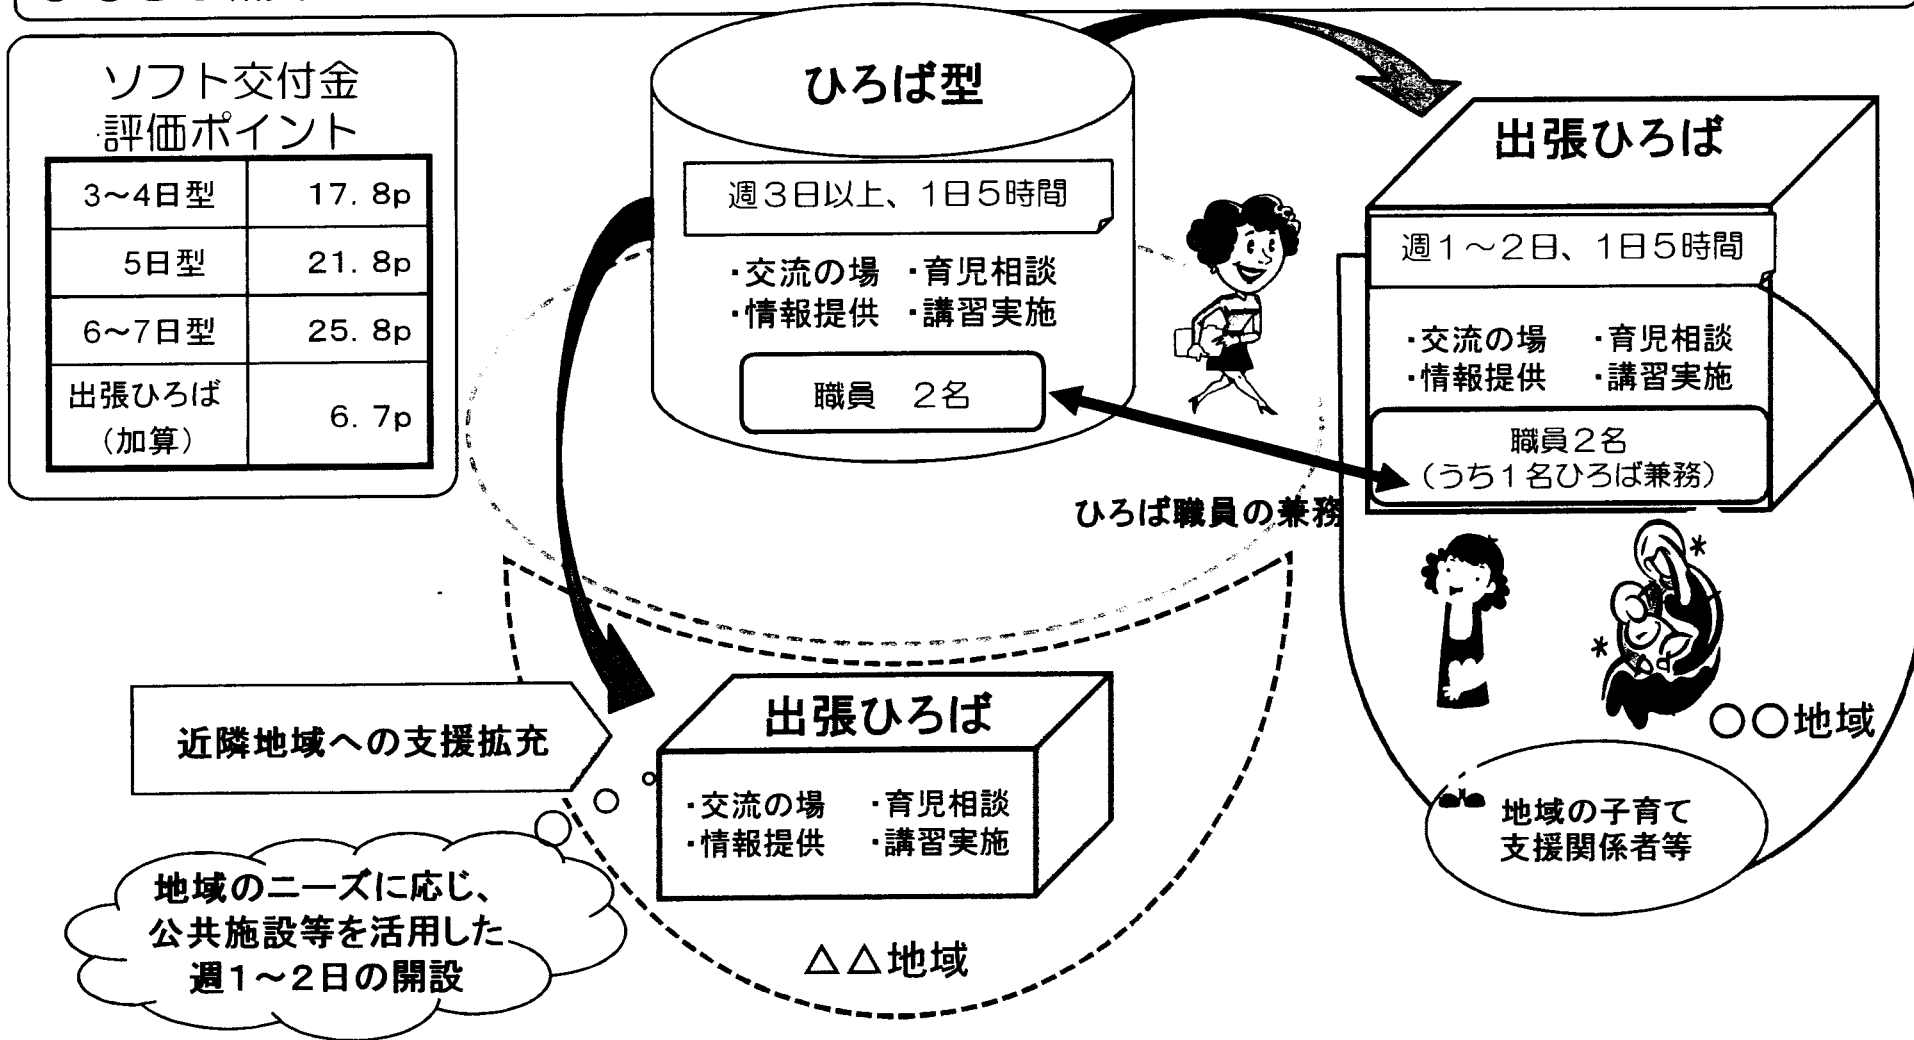 ソフト交付金
評価ポイント
3〜4日型 17. 8p
5日型 21. 8p
6〜7日型 25. 8p
出張ひろば
（加算） 6. 7p
ひろば型
週３日以上、１日５時間
・交流の場 ・育児相談
・情報提供 ・講習実施
職員 ２名
出張ひろば
週１〜２日、１日５時間
・交流の場 ・育児相談
・情報提供 ・講習実施
職員２名
（うち１名ひろば兼務）
ひろば職員の兼務
○○地域
地域の子育て
支援関係者等
近隣地域への支援拡充
出張ひろば
・交流の場 ・育児相談
・情報提供 ・講習実施
△△地域
地域のニーズに応じ、
公共施設等を活用した
週１〜２日の開設